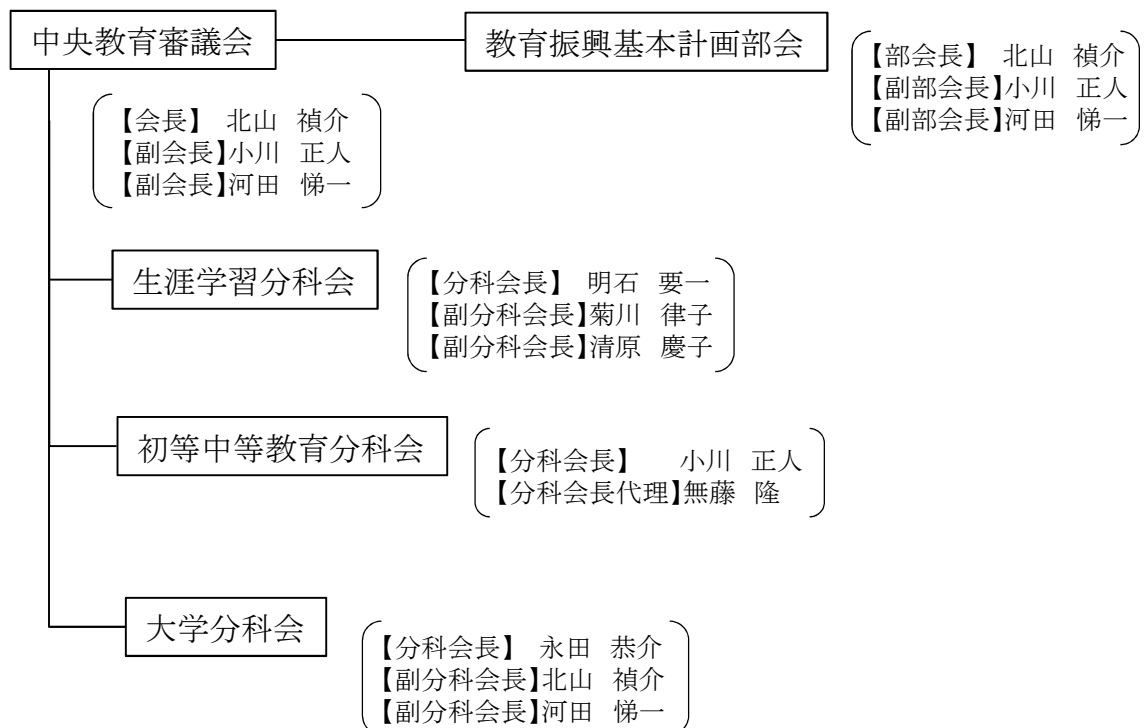 中央教育審議会
教育振興基本計画部会
【部会長】 北山 禎介
【副部会長】小川 正人
【副部会長】河田 悌一
【会長】 北山 禎介
【副会長】小川 正人
【副会長】河田 悌一
生涯学習分科会
【分科会長】 明石 要一
【副分科会長】菊川 律子
【副分科会長】清原 慶子
初等中等教育分科会
【分科会長】 小川 正人
【分科会長代理】無藤 隆
大学分科会
【分科会長】 永田 恭介
【副分科会長】北山 禎介
【副分科会長】河田 悌一